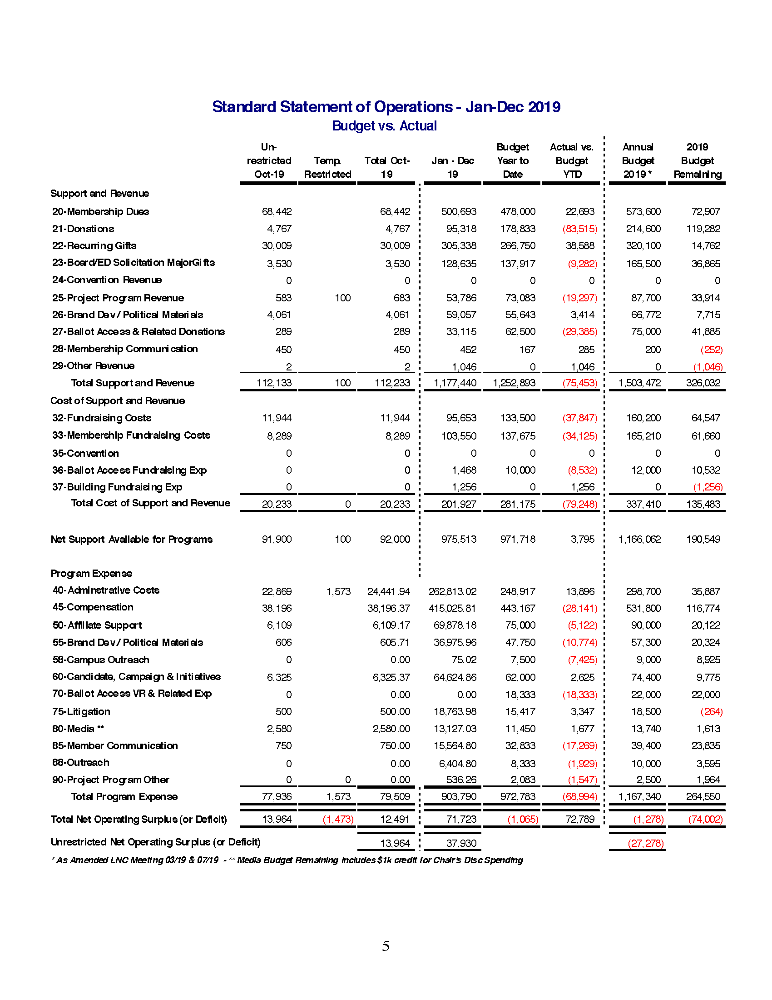 Standard Statement of Operations - Jan-Dec 2019
Budget vs. Actual
Un- Budget Actual vs. Annual 2019
restricted Temp. Total Oct- Jan - Dec Year to Budget Budget Budget
Oct-19 Restricted 19 19 Date YTD 2019 * Remaining
Support and Revenue
20-Membership Dues 68,442 68,442 500,693 478,000 22,693 573,600 72,907
21-Donations 4,767 4,767 95,318 178,833 (83,515) 214,600 119,282
22-Recurring Gifts 30,009 30,009 305,338 266,750 38,588 320,100 14,762
23-Board/ED Solicitation MajorGifts 3,530 3,530 128,635 137,917 (9,282) 165,500 36,865
24-Convention Revenue 0 0 0 0 0 0 0
25-Project Program Revenue 583 100 683 53,786 73,083 (19,297) 87,700 33,914
26-Brand Dev / Political Materials 4,061 4,061 59,057 55,643 3,414 66,772 7,715
27-Ballot Access & Related Donations 289 289 33,115 62,500 (29,385) 75,000 41,885
28-Membership Communication 450 450 452 167 285 200 (252)
29-Other Revenue 2 2 1,046 0 1,046 0 (1,046)
Total Support and Revenue 112,133 100 112,233 1,177,440 1,252,893 (75,453) 1,503,472 326,032
Cost of Support and Revenue
32-Fundraising Costs 11,944 11,944 95,653 133,500 (37,847) 160,200 64,547
33-Membership Fundraising Costs 8,289 8,289 103,550 137,675 (34,125) 165,210 61,660
35-Convention 0 0 0 0 0 0 0
36-Ballot Access Fundraising Exp 0 0 1,468 10,000 (8,532) 12,000 10,532
37-Building Fundraising Exp 0 0 1,256 0 1,256 0 (1,256)
Total Cost of Support and Revenue 20,233 0 20,233 201,927 281,175 (79,248) 337,410 135,483
Net Support Available for Programs 91,900 100 92,000 975,513 971,718 3,795 1,166,062 190,549
Program Expense
40-Adminstrative Costs 22,869 1,573 24,441.94 262,813.02 248,917 13,896 298,700 35,887
45-Compensation 38,196 38,196.37 415,025.81 443,167 (28,141) 531,800 116,774
50-Affiliate Support 6,109 6,109.17 69,878.18 75,000 (5,122) 90,000 20,122
55-Brand Dev / Political Materials 606 605.71 36,975.96 47,750 (10,774) 57,300 20,324
58-Campus Outreach 0 0.00 75.02 7,500 (7,425) 9,000 8,925
60-Candidate, Campaign & Initiatives 6,325 6,325.37 64,624.86 62,000 2,625 74,400 9,775
70-Ballot Access VR & Related Exp 0 0.00 0.00 18,333 (18,333) 22,000 22,000
75-Litigation 500 500.00 18,763.98 15,417 3,347 18,500 (264)
80-Media ** 2,580 2,580.00 13,127.03 11,450 1,677 13,740 1,613
85-Member Communication 750 750.00 15,564.80 32,833 (17,269) 39,400 23,835
88-Outreach 0 0.00 6,404.80 8,333 (1,929) 10,000 3,595
90-Project Program Other 0 0 0.00 536.26 2,083 (1,547) 2,500 1,964
Total Program Expense 77,936 1,573 79,509 903,790 972,783 (68,994) 1,167,340 264,550
Total Net Operating Surplus (or Deficit) 13,964 (1,473) 12,491 71,723 (1,065) 72,789 (1,278) (74,002)
Unrestricted Net Operating Surplus (or Deficit) 13,964 37,930 (27,278)
* As Amended LNC Meeting 03/19 & 07/19 - ** Media Budget Remaining includes $1k credit for Chair's Disc Spending
5